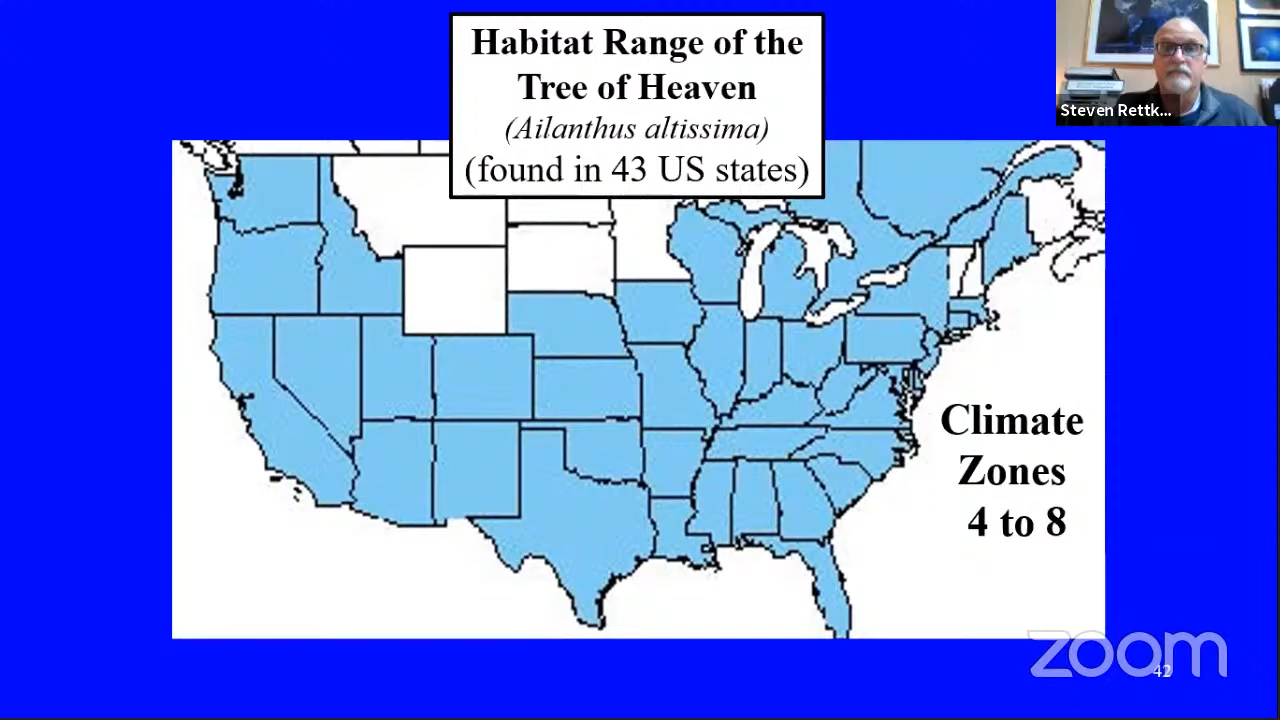 Habitat Range of the
Tree of Heaven
(Ailanthus altissima)
(found in 43 US states)
Steven Rettk...
Climate
Zones
4 to 8
zoom
42